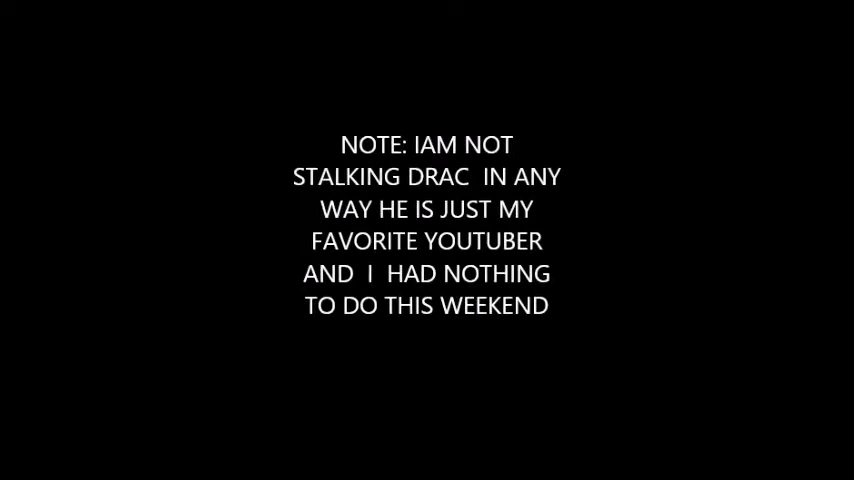 NOTE: IAM NOT
STALKING DRAC  IN ANY
WAY HE IS JUST MY
FAVORITE YOUTUBER
AND  I  HAD NOTHING
TO DO THIS WEEKEND